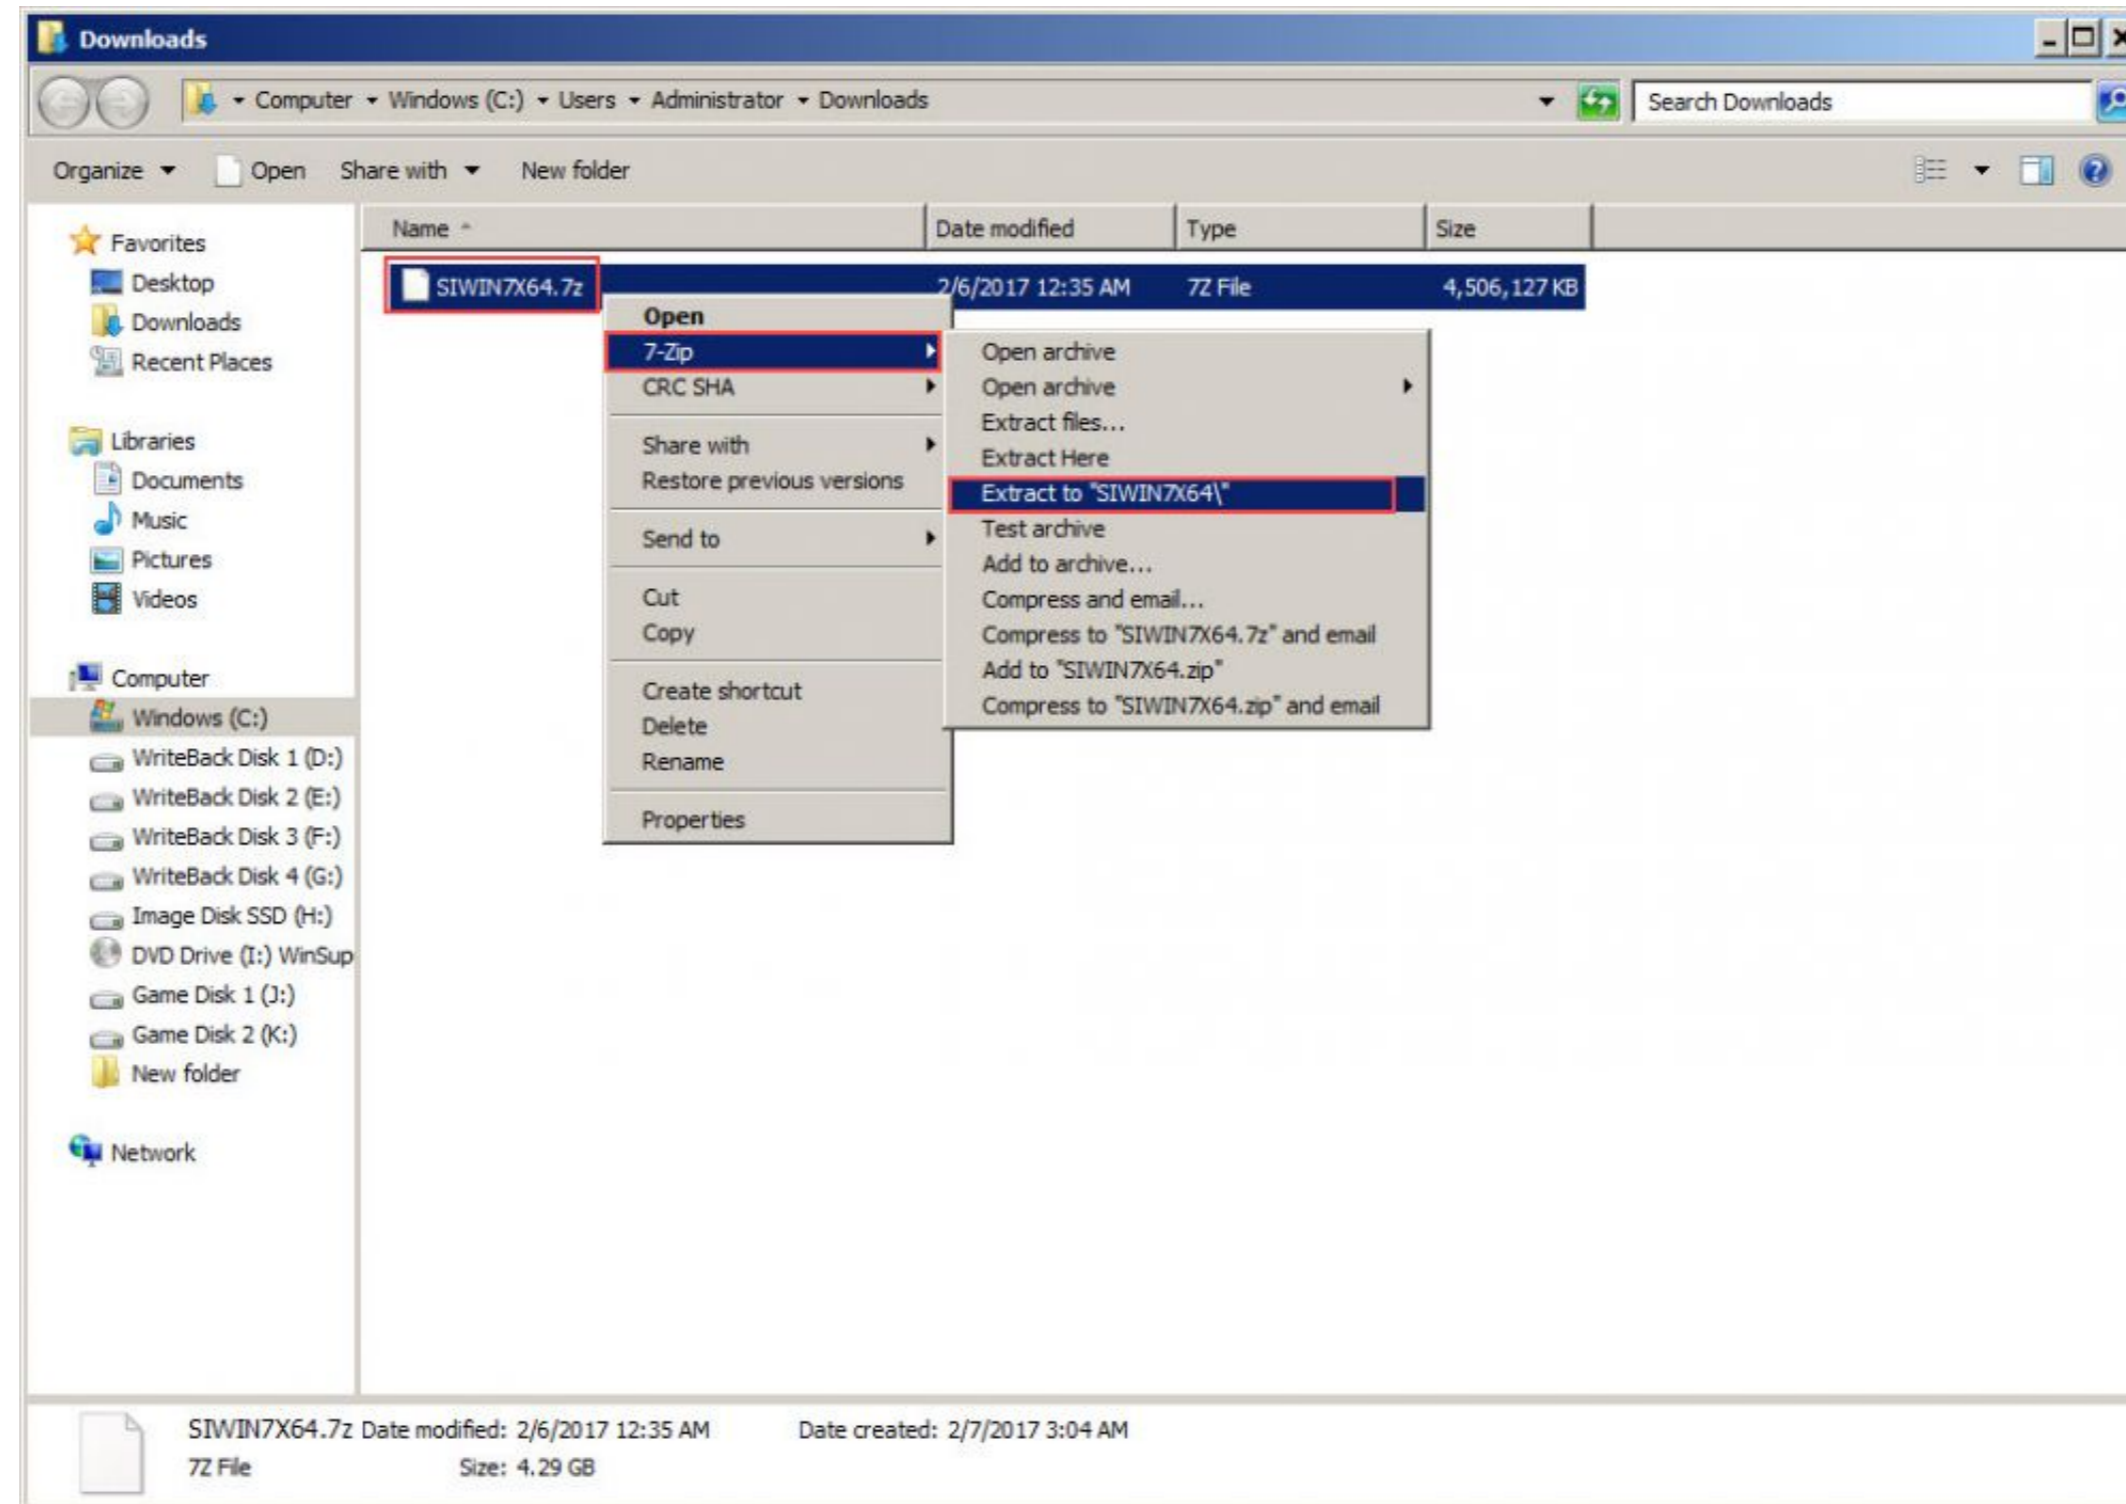 Downloads
Computer Windows (C:) Users Administrator Downloads Search Downloads
Organize Open Share with New folder
Name Date modified Type Size
SIWIN7X64.7z 2/6/2017 12:35 AM 7Z File 4,506,127 KB
Favorites
Desktop
Downloads
Recent Places
Libraries
Documents
Music
Pictures
Videos
Computer
Windows (C:)
WriteBack Disk 1 (D:)
WriteBack Disk 2 (E:)
WriteBack Disk 3 (F:)
WriteBack Disk 4 (G:)
Image Disk SSD (H:)
DVD Drive (I:) WinSup
Game Disk 1 (J:)
Game Disk 2 (K:)
New folder
Network
Open
7-Zip
CRC SHA
Share with
Restore previous versions
Send to
Cut
Copy
Create shortcut
Delete
Rename
Properties
Open archive
Open archive
Extract files...
Extract Here
Extract to "SIWIN7X64\"
Test archive
Add to archive...
Compress and email...
Compress to "SIWIN7X64.7z" and email
Add to "SIWIN7X64.zip"
Compress to "SIWIN7X64.zip" and email
SIWIN7X64.7z Date modified: 2/6/2017 12:35 AM Date created: 2/7/2017 3:04 AM
7Z File Size: 4.29 GB